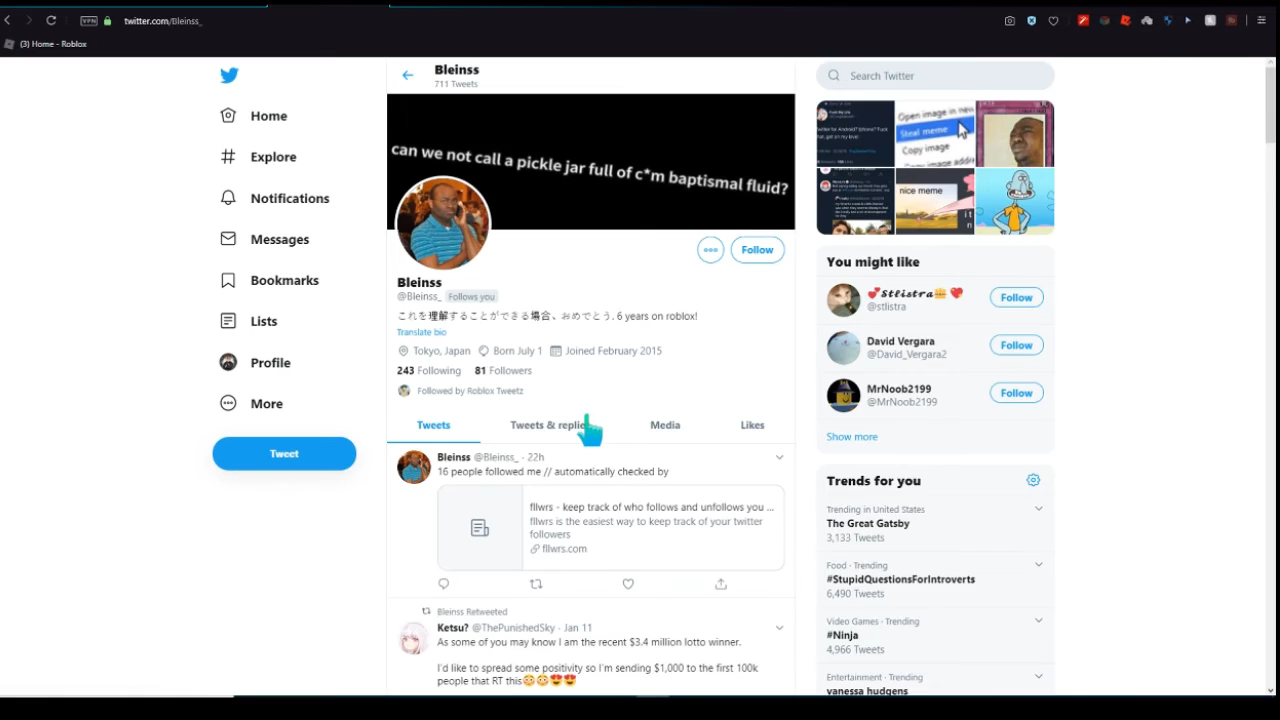 VPN twitter.com/Bleinss_
(3) Home - Roblox
Home
Explore
Notifications
Messages
Bookmarks
Lists
Profile
More
Tweet
Bleinss
711 Tweets
can we not call a pickle jar full of c*m baptismal fluid?
Follow
Bleinss
@Bleinss_ Follows you
これを理解することができる場合、おめでとう. 6 years on roblox!
Translate bio
Tokyo, Japan Born July 1 Joined February 2015
243 Following 81 Followers
Followed by Roblox Tweetz
Tweets Tweets & replie Media Likes
Bleinss @Bleinss_ · 22h
16 people followed me // automatically checked by
fllwrs - keep track of who follows and unfollows you ...
fllwrs is the easiest way to keep track of your twitter
followers
fllwrs.com
Bleinss Retweeted
Ketsu? @ThePunishedSky · Jan 11
As some of you may know I am the recent $3.4 million lotto winner.
I'd like to spread some positivity so I'm sending $1,000 to the first 100k
people that RT this😳😳😍😍
Search Twitter
Open image in new
Steal meme
Copy image
nice meme
You might like
💕𝓢𝓽𝓵𝓲𝓼𝓽𝓻𝓪🍔 💖
@stlistra
Follow
David Vergara
@David_Vergara2
Follow
MrNoob2199
@MrNoob2199
Follow
Show more
Trends for you
Trending in United States
The Great Gatsby
3,133 Tweets
Food · Trending
#StupidQuestionsForIntroverts
6,490 Tweets
Video Games · Trending
#Ninja
4,966 Tweets
Entertainment · Trending
vanessa hudgens